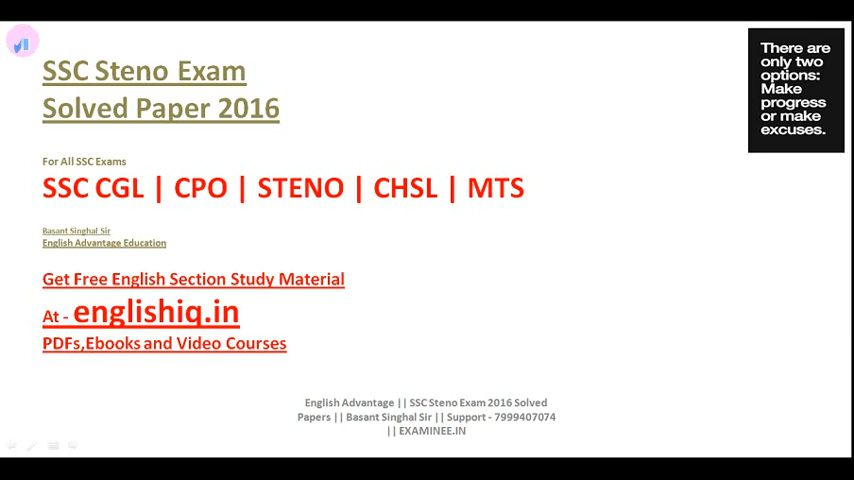 SSC Steno Exam
Solved Paper 2016
There are
only two
options:
Make
progress
or make
excuses.
For All SSC Exams
SSC CGL | CPO | STENO | CHSL | MTS
Basant Singhal Sir
English Advantage Education
Get Free English Section Study Material
At - englishiq.in
PDFs,Ebooks and Video Courses
English Advantage || SSC Steno Exam 2016 Solved
Papers || Basant Singhal Sir || Support - 7999407074
|| EXAMINEE.IN